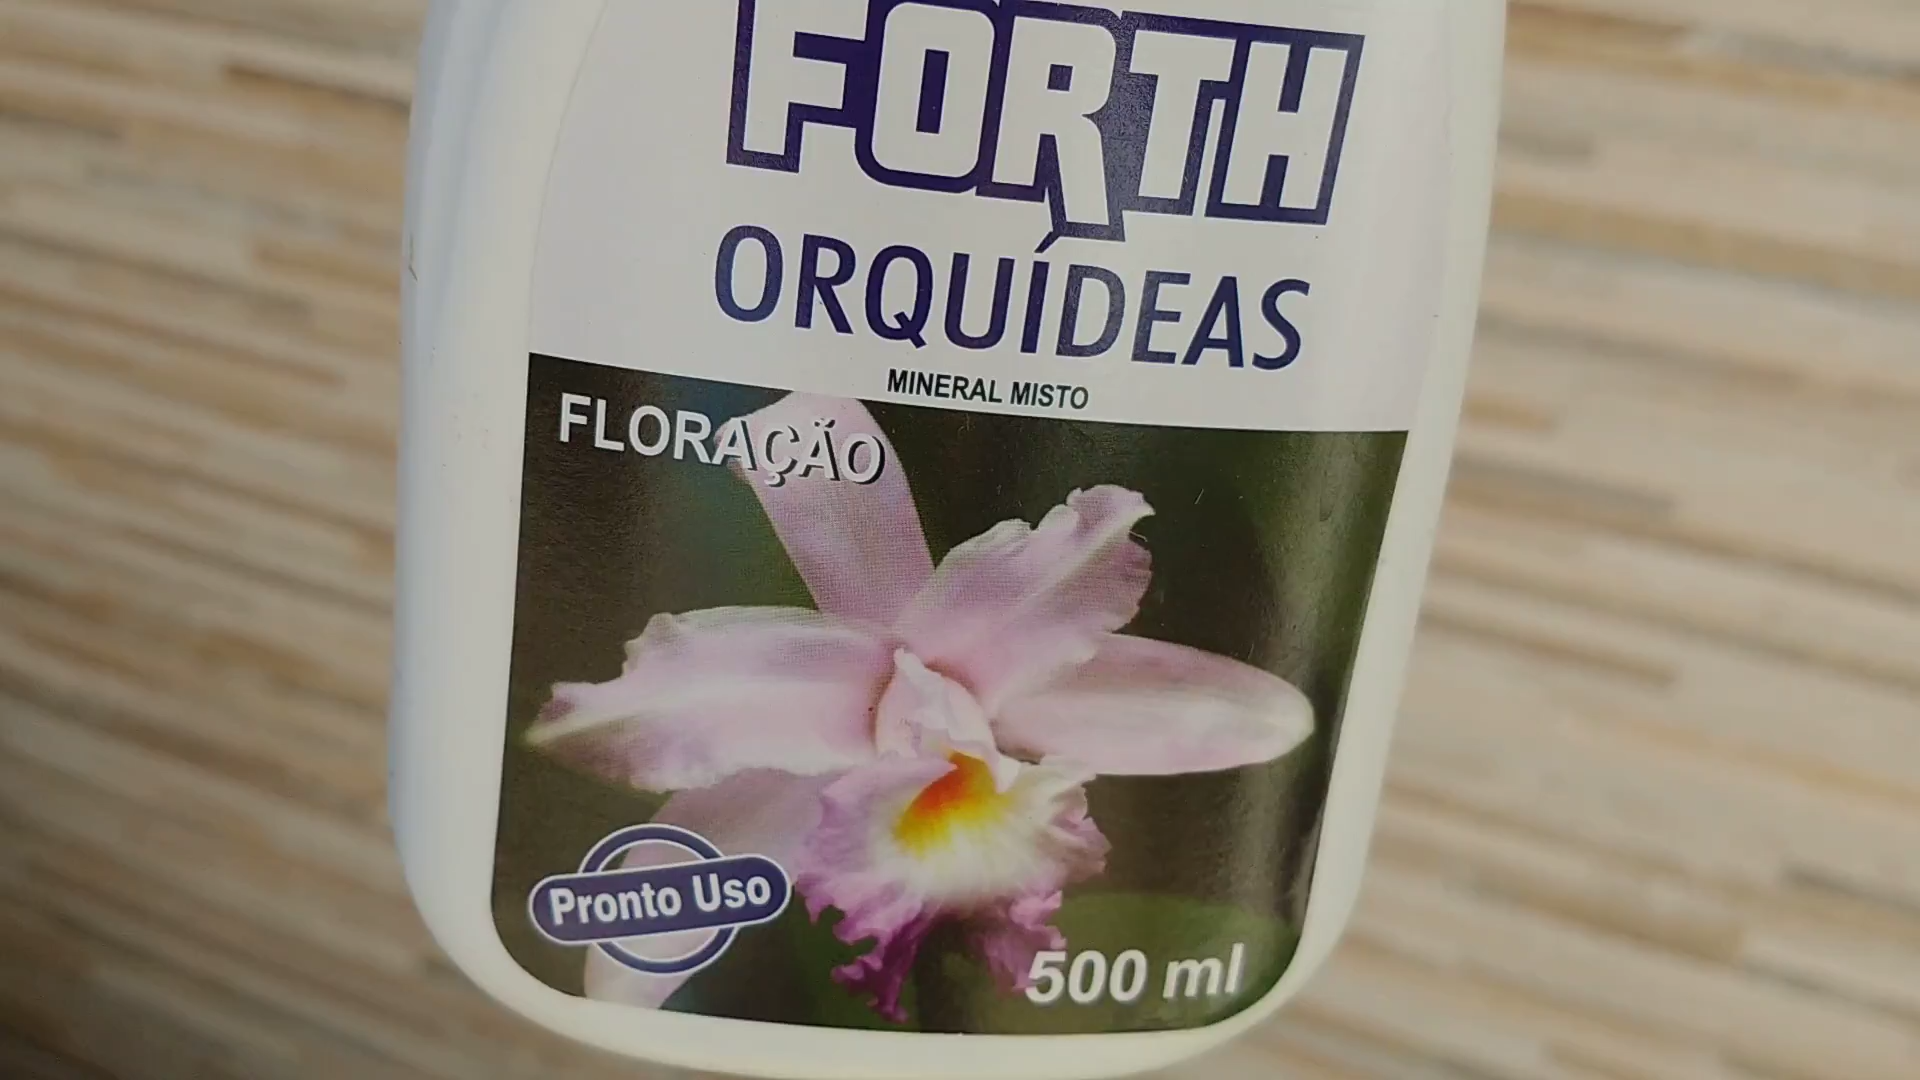 FORTH
ORQUÍDEAS
MINERAL MISTO
FLORAÇÃO
Pronto Uso
500 ml